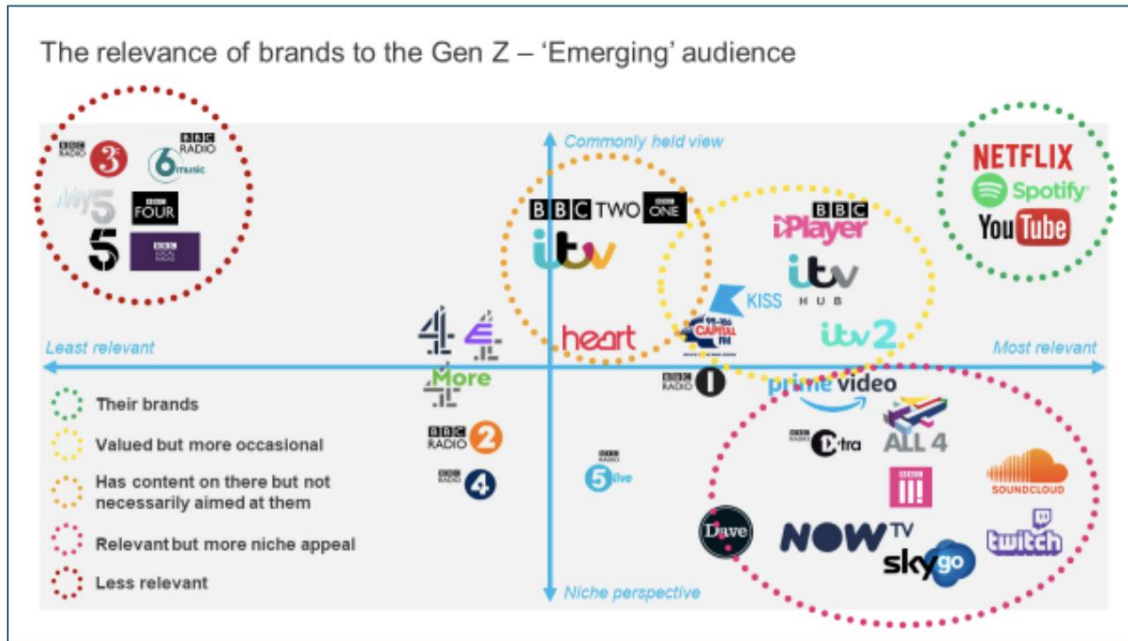 The relevance of brands to the Gen Z – ‘Emerging’ audience
Commonly held view
BBC RADIO 3
BBC RADIO 6 music
My5
BBC FOUR
5
BBC LOCAL RADIO
BBC TWO
BBC ONE
itv
BBC iPlayer
itv HUB
KISS
NETFLIX
Spotify
YouTube
4
E4
heart
95-106 CAPITAL FM
itv2
Least relevant
Most relevant
More4
BBC RADIO 1
prime video
BBC RADIO 2
BBC RADIO 1Xtra
ALL 4
BBC RADIO 4
BBC RADIO 5 live
BBC III!
SOUNDCLOUD
Dave
NOW TV
sky go
twitch
Niche perspective
Their brands
Valued but more occasional
Has content on there but not
necessarily aimed at them
Relevant but more niche appeal
Less relevant